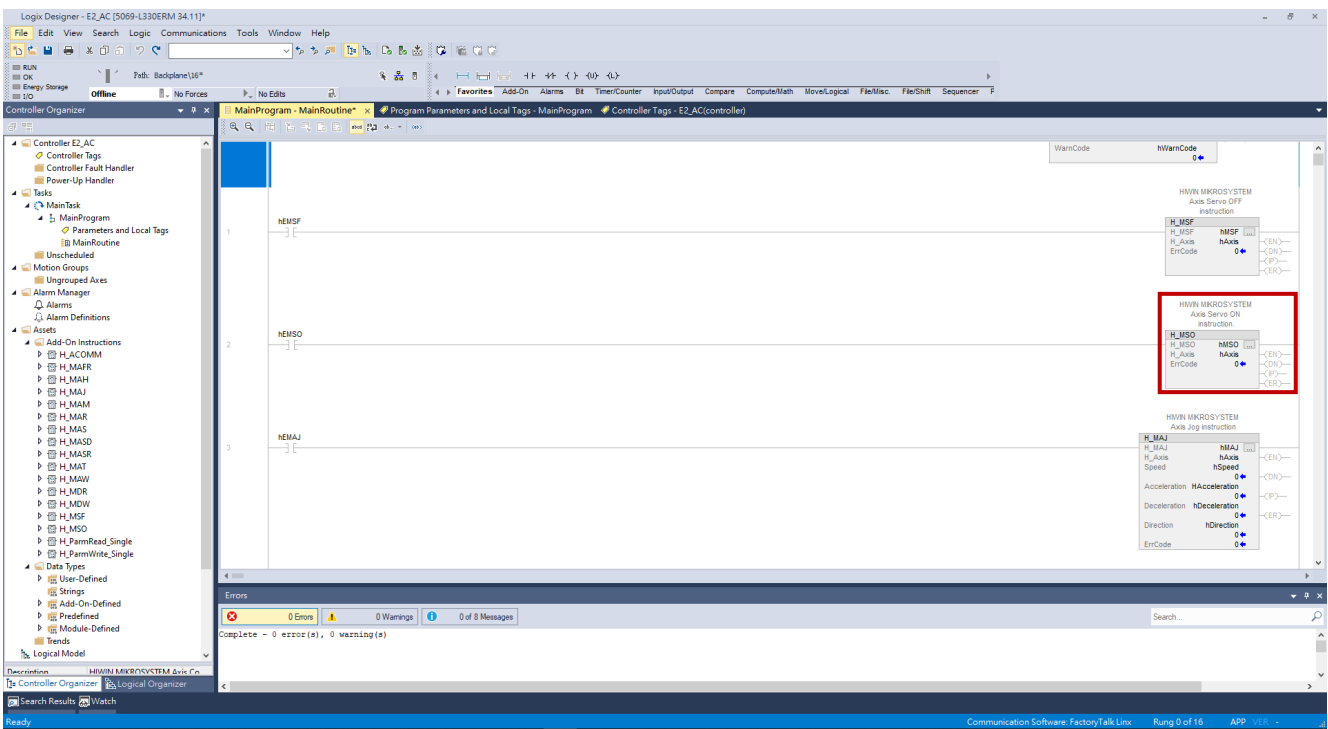 Logix Designer - E2_AC [5069-L330ERM 34.11]*
File Edit View Search Logic Communications Tools Window Help
RUN
OK
Energy Storage
I/O
Path: Backplane\16*
Offline
No Forces
No Edits
Favorites Add-On Alarms Bit Timer/Counter Input/Output Compare Compute/Math Move/Logical File/Misc. File/Shift Sequencer
Controller Organizer
MainProgram - MainRoutine*
Program Parameters and Local Tags - MainProgram
Controller Tags - E2_AC(controller)
Controller E2_AC
Controller Tags
Controller Fault Handler
Power-Up Handler
Tasks
MainTask
MainProgram
Parameters and Local Tags
MainRoutine
Unscheduled
Motion Groups
Ungrouped Axes
Alarm Manager
Alarms
Alarm Definitions
Assets
Add-On Instructions
H_ACOMM
H_MAFR
H_MAH
H_MAJ
H_MAM
H_MAR
H_MAS
H_MASD
H_MASR
H_MAT
H_MAW
H_MDR
H_MDW
H_MSF
H_MSO
H_ParmRead_Single
H_ParmWrite_Single
Data Types
User-Defined
Strings
Add-On-Defined
Predefined
Module-Defined
Trends
Logical Model
Description HIWIN MIKROSYSTEM Axis Co
Controller Organizer Logical Organizer
WarnCode hWarnCode
0
1
hEMSF
HIWIN MIKROSYSTEM
Axis Servo OFF
instruction
H_MSF
H_MSF hMSF ...
H_Axis hAxis
ErrCode 0
(EN)
(DN)
(IP)
(ER)
2
hEMSO
HIWIN MIKROSYSTEM
Axis Servo ON
instruction.
H_MSO
H_MSO hMSO ...
H_Axis hAxis
ErrCode 0
(EN)
(DN)
(IP)
(ER)
3
hEMAJ
HIWIN MIKROSYSTEM
Axis Jog instruction
H_MAJ
H_MAJ hMAJ ...
H_Axis hAxis
Speed hSpeed
0
Acceleration HAcceleration
0
Deceleration hDeceleration
0
Direction hDirection
0
ErrCode 0
(EN)
(DN)
(IP)
(ER)
Errors
0 Errors
0 Warnings
0 of 8 Messages
Search...
Complete - 0 error(s), 0 warning(s)
Search Results Watch
Ready
Communication Software: FactoryTalk Linx
Rung 0 of 16
APP VER -